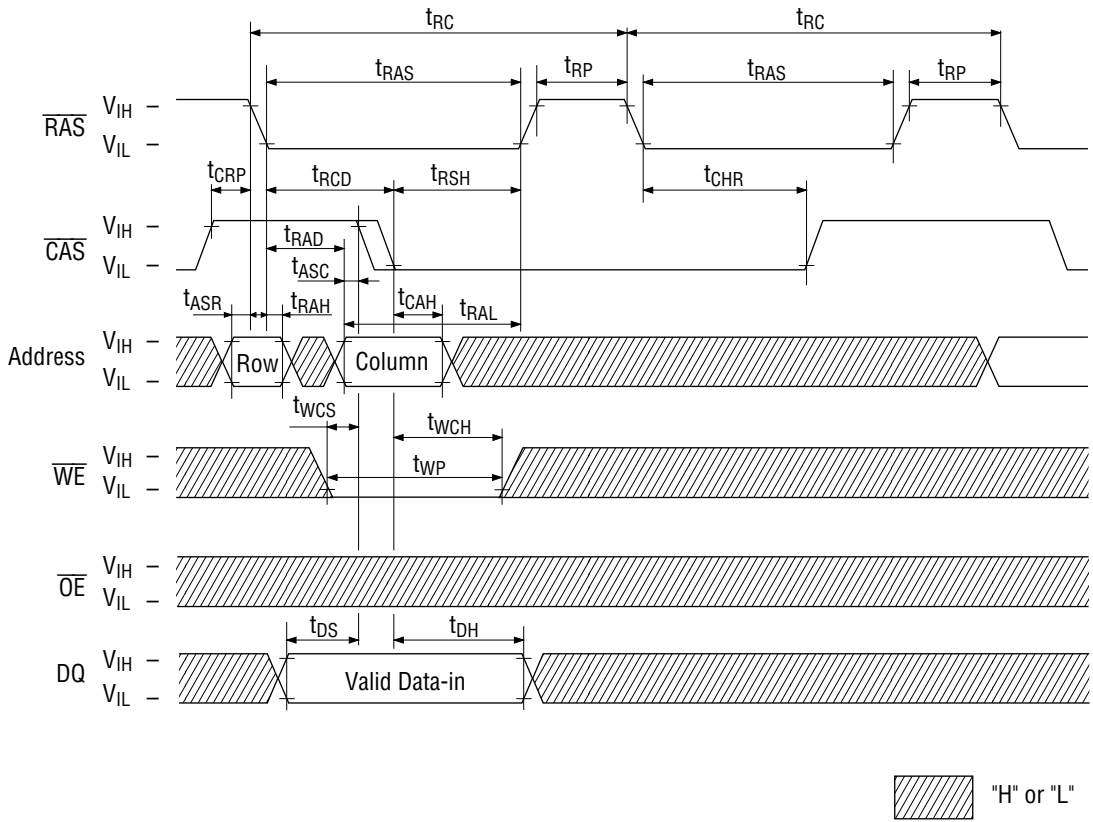 tRC tRC
tRAS tRP tRAS tRP
RAS VIH –
VIL –
tCRP tRCD tRSH tCHR
CAS VIH –
VIL –
tRAD
tASC
tASR tRAH tCAH tRAL
Address VIH –
VIL –
Row Column
tWCS tWCH
WE VIH –
VIL –
tWP
OE VIH –
VIL –
tDS tDH
DQ VIH –
VIL –
Valid Data-in
"H" or "L"